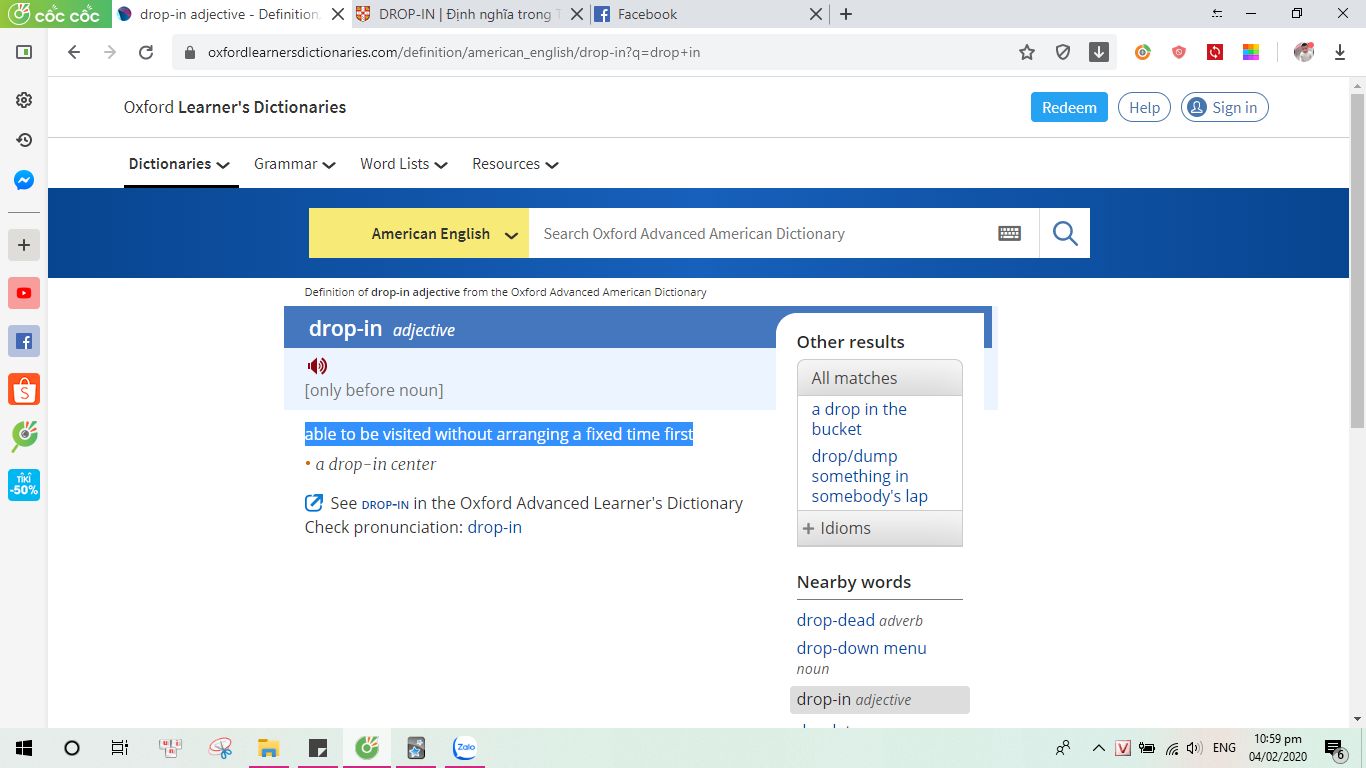 cốc cốc
drop-in adjective - Definition
DROP-IN | Định nghĩa trong T
Facebook
oxfordlearnersdictionaries.com/definition/american_english/drop-in?q=drop+in
Oxford Learner's Dictionaries
Redeem
Help
Sign in
Dictionaries
Grammar
Word Lists
Resources
American English
Search Oxford Advanced American Dictionary
Definition of drop-in adjective from the Oxford Advanced American Dictionary
drop-in adjective
[only before noun]
able to be visited without arranging a fixed time first
• a drop-in center
See DROP-IN in the Oxford Advanced Learner's Dictionary
Check pronunciation: drop-in
Other results
All matches
a drop in the
bucket
drop/dump
something in
somebody's lap
+ Idioms
Nearby words
drop-dead adverb
drop-down menu
noun
drop-in adjective
TIKI
-50%
Zalo
V
ENG
10:59 pm
04/02/2020
6